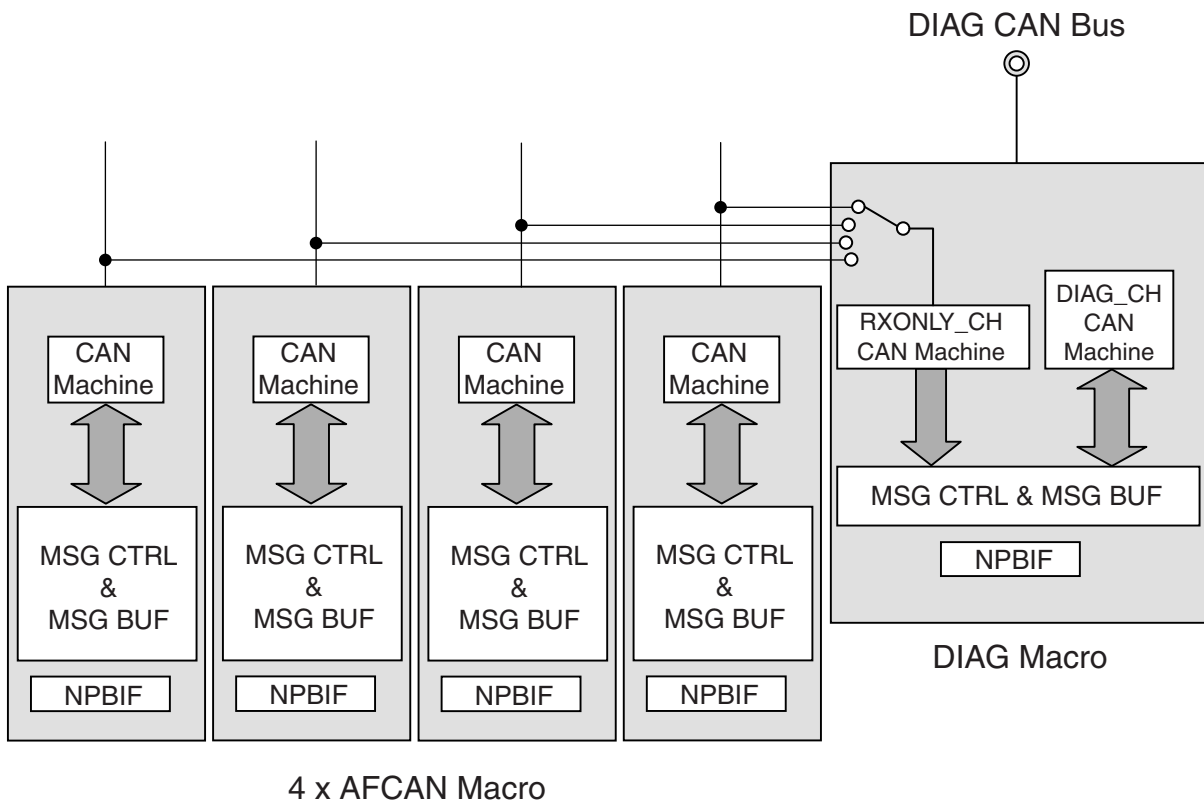 DIAG CAN Bus
CAN
Machine
MSG CTRL
&
MSG BUF
NPBIF
CAN
Machine
MSG CTRL
&
MSG BUF
NPBIF
CAN
Machine
MSG CTRL
&
MSG BUF
NPBIF
CAN
Machine
MSG CTRL
&
MSG BUF
NPBIF
4 x AFCAN Macro
RXONLY_CH
CAN Machine
DIAG_CH
CAN
Machine
MSG CTRL & MSG BUF
NPBIF
DIAG Macro